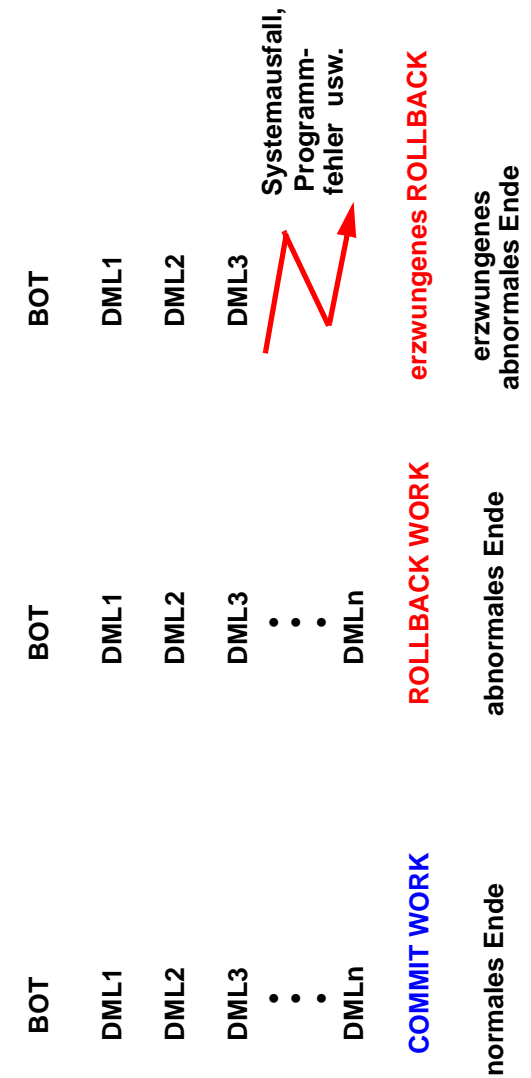 BOT
DML1
DML2
DML3
• • •
DMLn
COMMIT WORK
normales Ende
BOT
DML1
DML2
DML3
• • •
DMLn
ROLLBACK WORK
abnormales Ende
BOT
DML1
DML2
DML3
Systemausfall,
Programm-
fehler usw.
erzwungenes ROLLBACK
erzwungenes
abnormales Ende